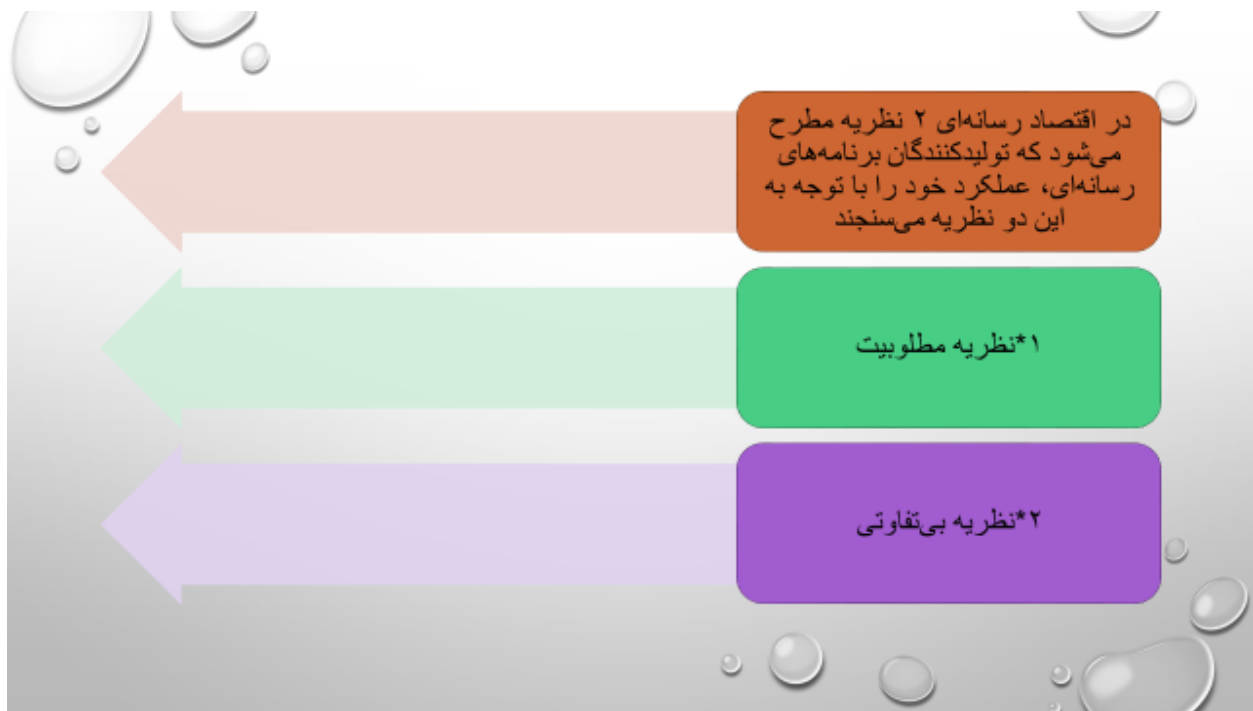 در اقتصاد رسانه‌ای ۲ نظریه مطرح
می‌شود که تولیدکنندگان برنامه‌های
رسانه‌ای، عملکرد خود را با توجه به
این دو نظریه می‌سنجند
۱*نظریه مطلوبیت
۲*نظریه بی‌تفاوتی